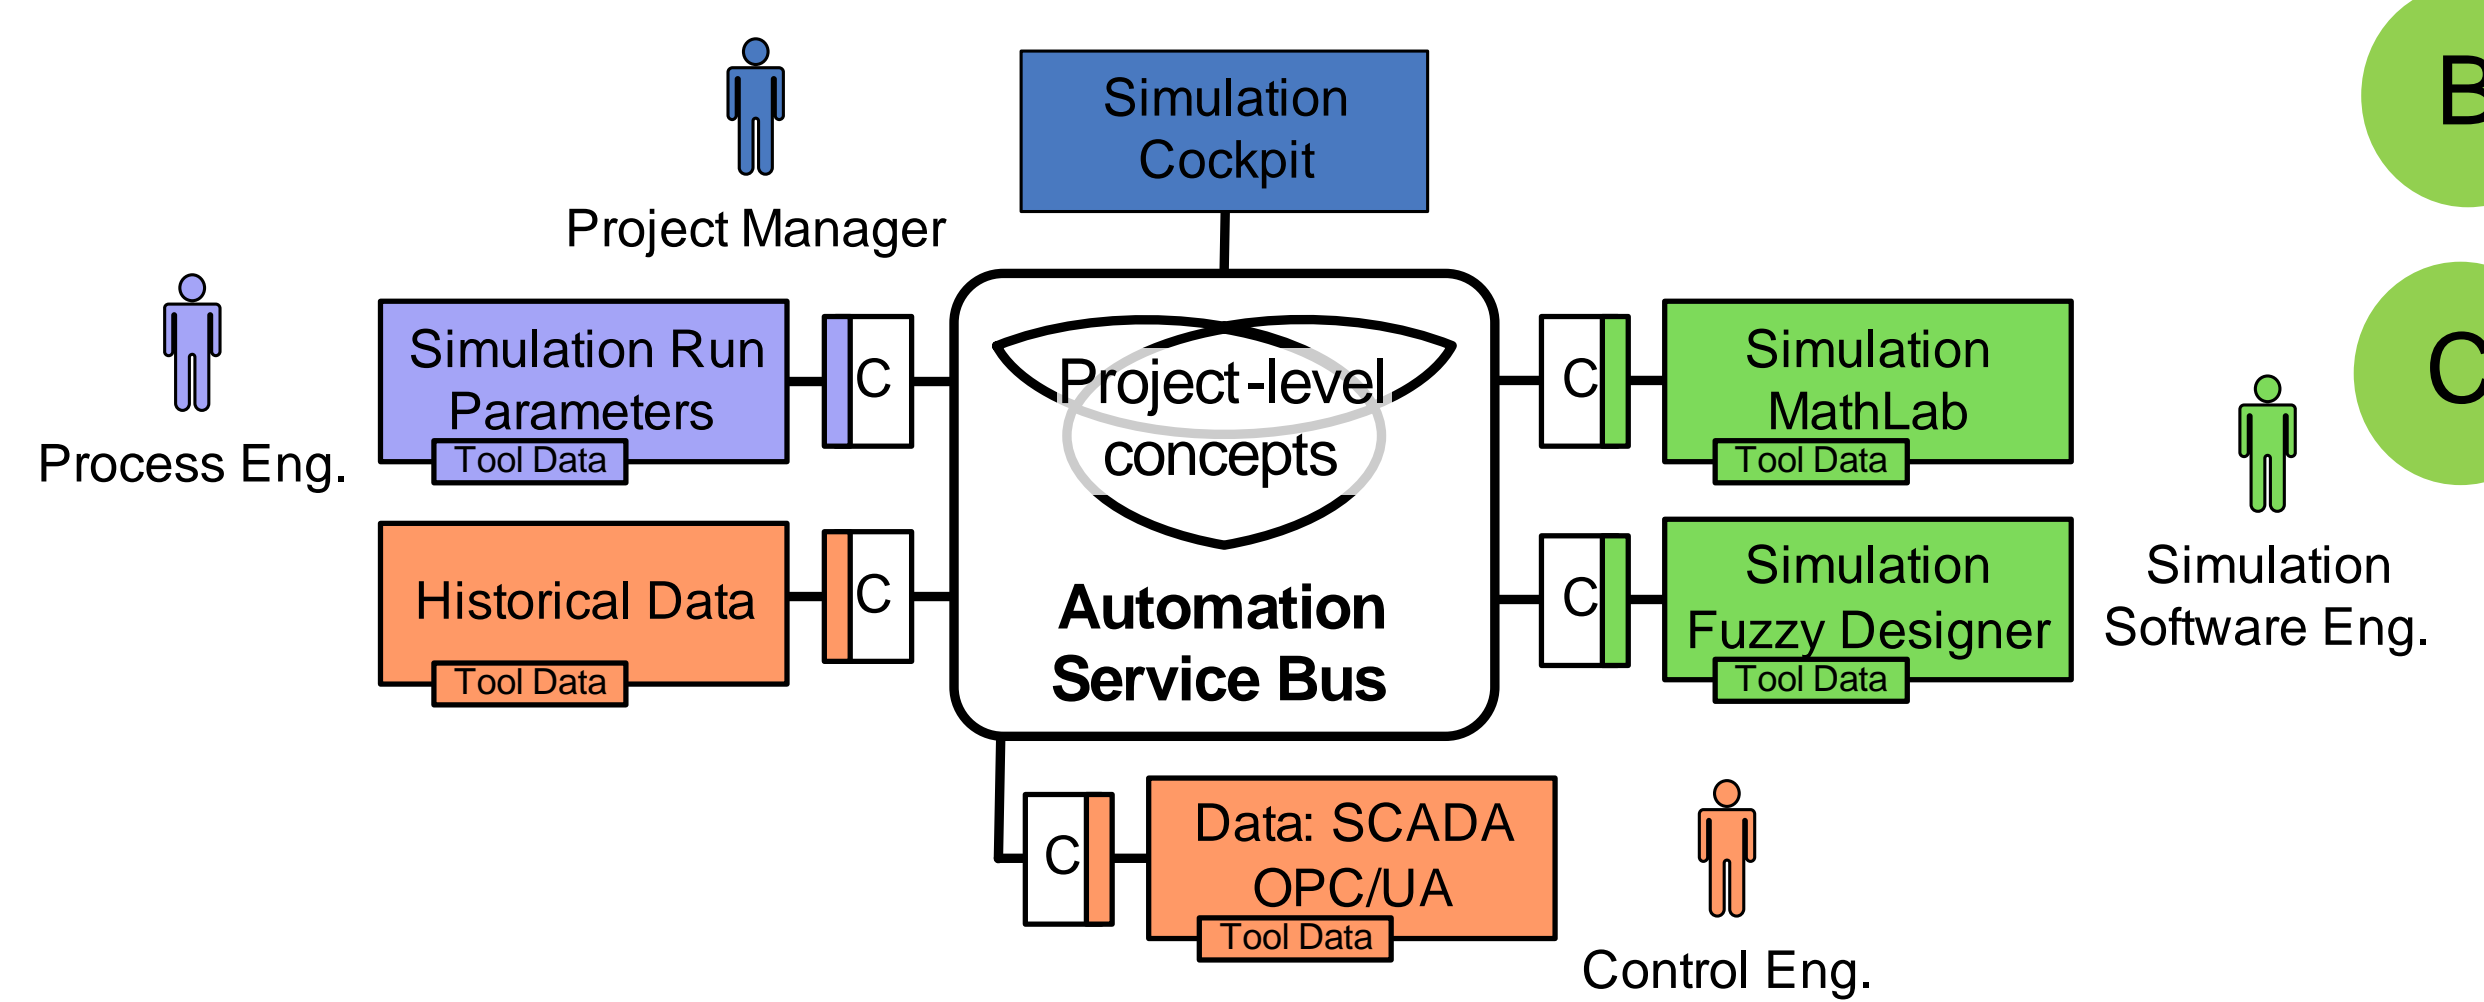 B
Simulation
Cockpit
Project Manager
C
Simulation Run
Parameters
Tool Data
C
Process Eng.
Project-level
concepts
C
Simulation
MathLab
Tool Data
Historical Data
Tool Data
C
Automation
Service Bus
C
Simulation
Fuzzy Designer
Tool Data
Simulation
Software Eng.
C
Data: SCADA
OPC/UA
Tool Data
Control Eng.